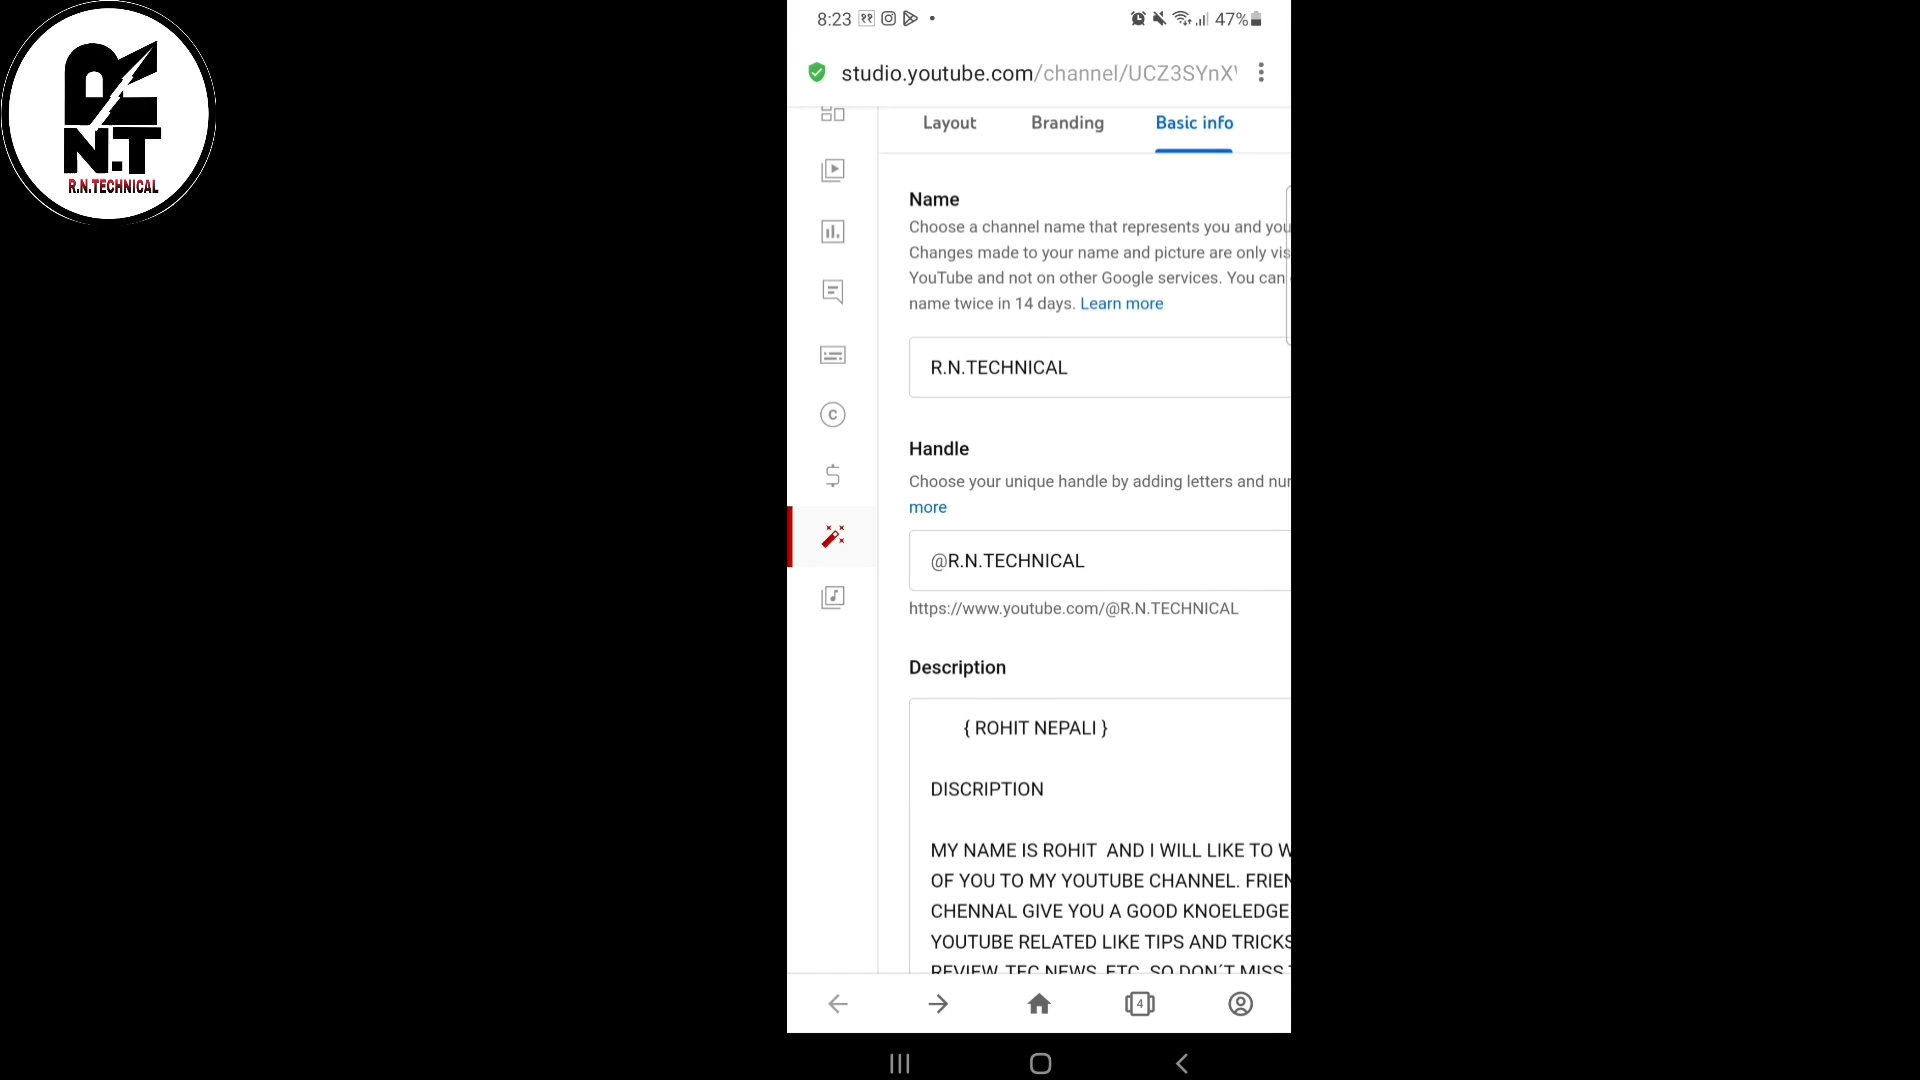 R
N.T
R.N.TECHNICAL
8:23 ११ 47%
studio.youtube.com/channel/UCZ3SYnX
Layout Branding Basic info
Name
Choose a channel name that represents you and you
Changes made to your name and picture are only vis
YouTube and not on other Google services. You can
name twice in 14 days. Learn more
R.N.TECHNICAL
Handle
Choose your unique handle by adding letters and nu
more
@R.N.TECHNICAL
https://www.youtube.com/@R.N.TECHNICAL
Description
{ ROHIT NEPALI }
DISCRIPTION
MY NAME IS ROHIT AND I WILL LIKE TO W
OF YOU TO MY YOUTUBE CHANNEL. FRIEN
CHENNAL GIVE YOU A GOOD KNOELEDGE
YOUTUBE RELATED LIKE TIPS AND TRICKS
REVIEW, TEC NEWS, ETC. SO DON´T MISS
4